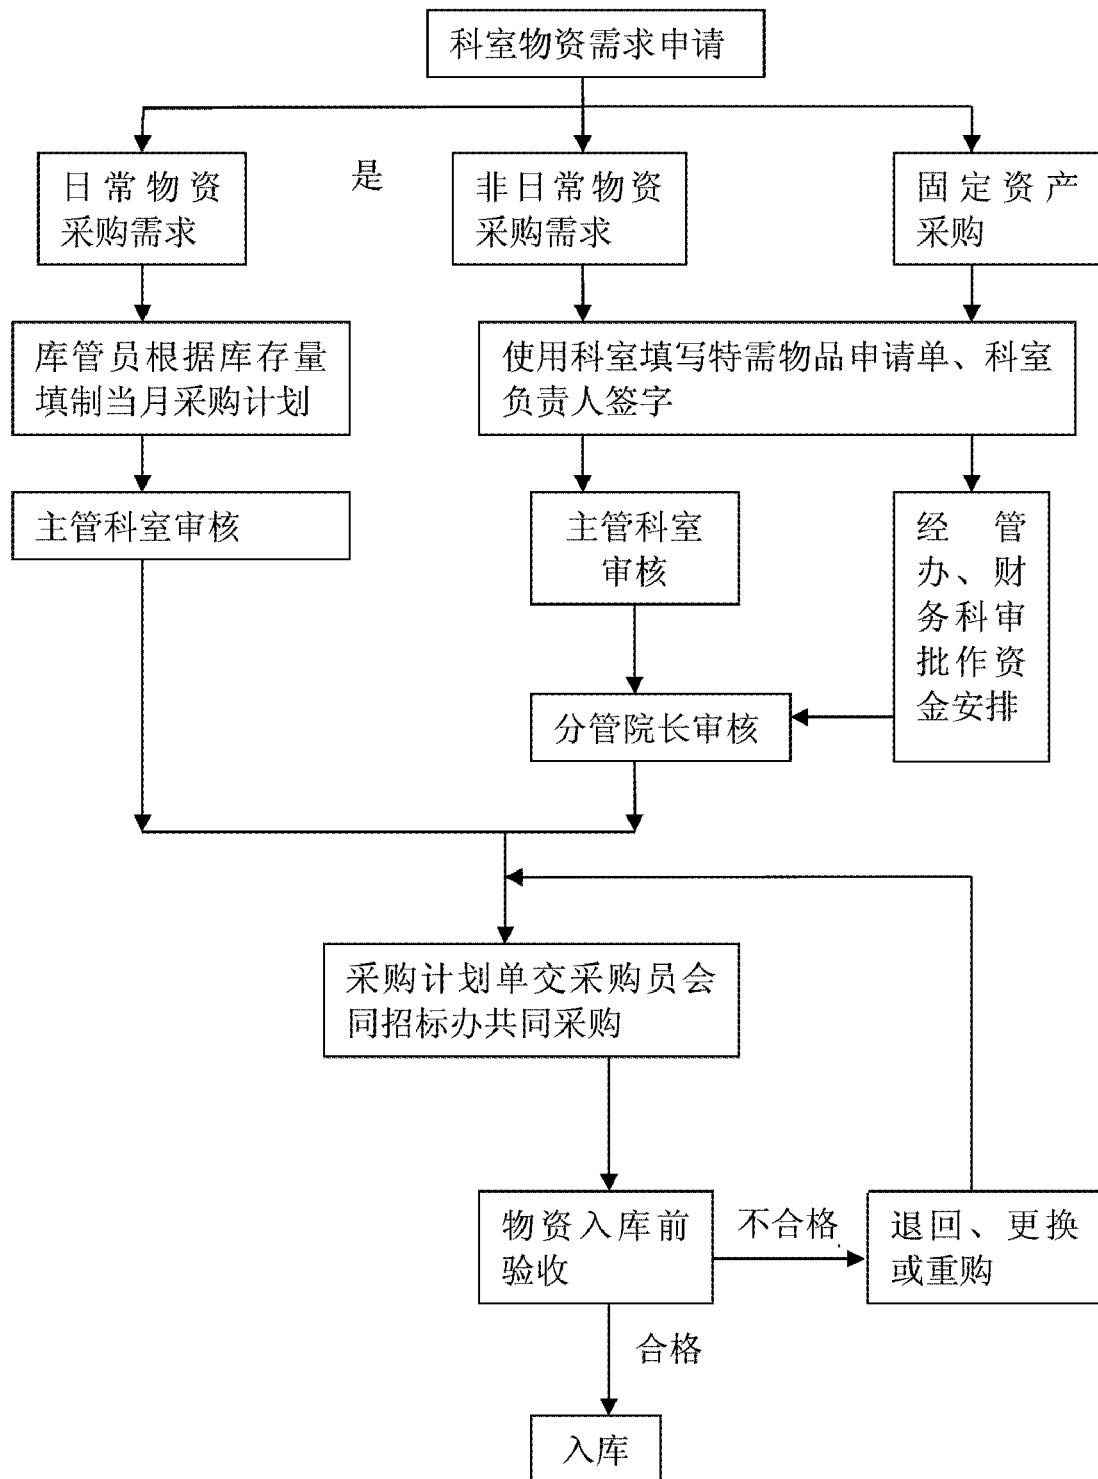 科室物资需求申请
日常物资
采购需求
是
非日常物资
采购需求
固定资产
采购
库管员根据库存量
填制当月采购计划
使用科室填写特需物品申请单、科室
负责人签字
主管科室审核
主管科室
审核
经管
办、财
务科审
批作资
金安排
分管院长审核
采购计划单交采购员会
同招标办共同采购
物资入库前
验收
不合格
退回、更换
或重购
合格
入库